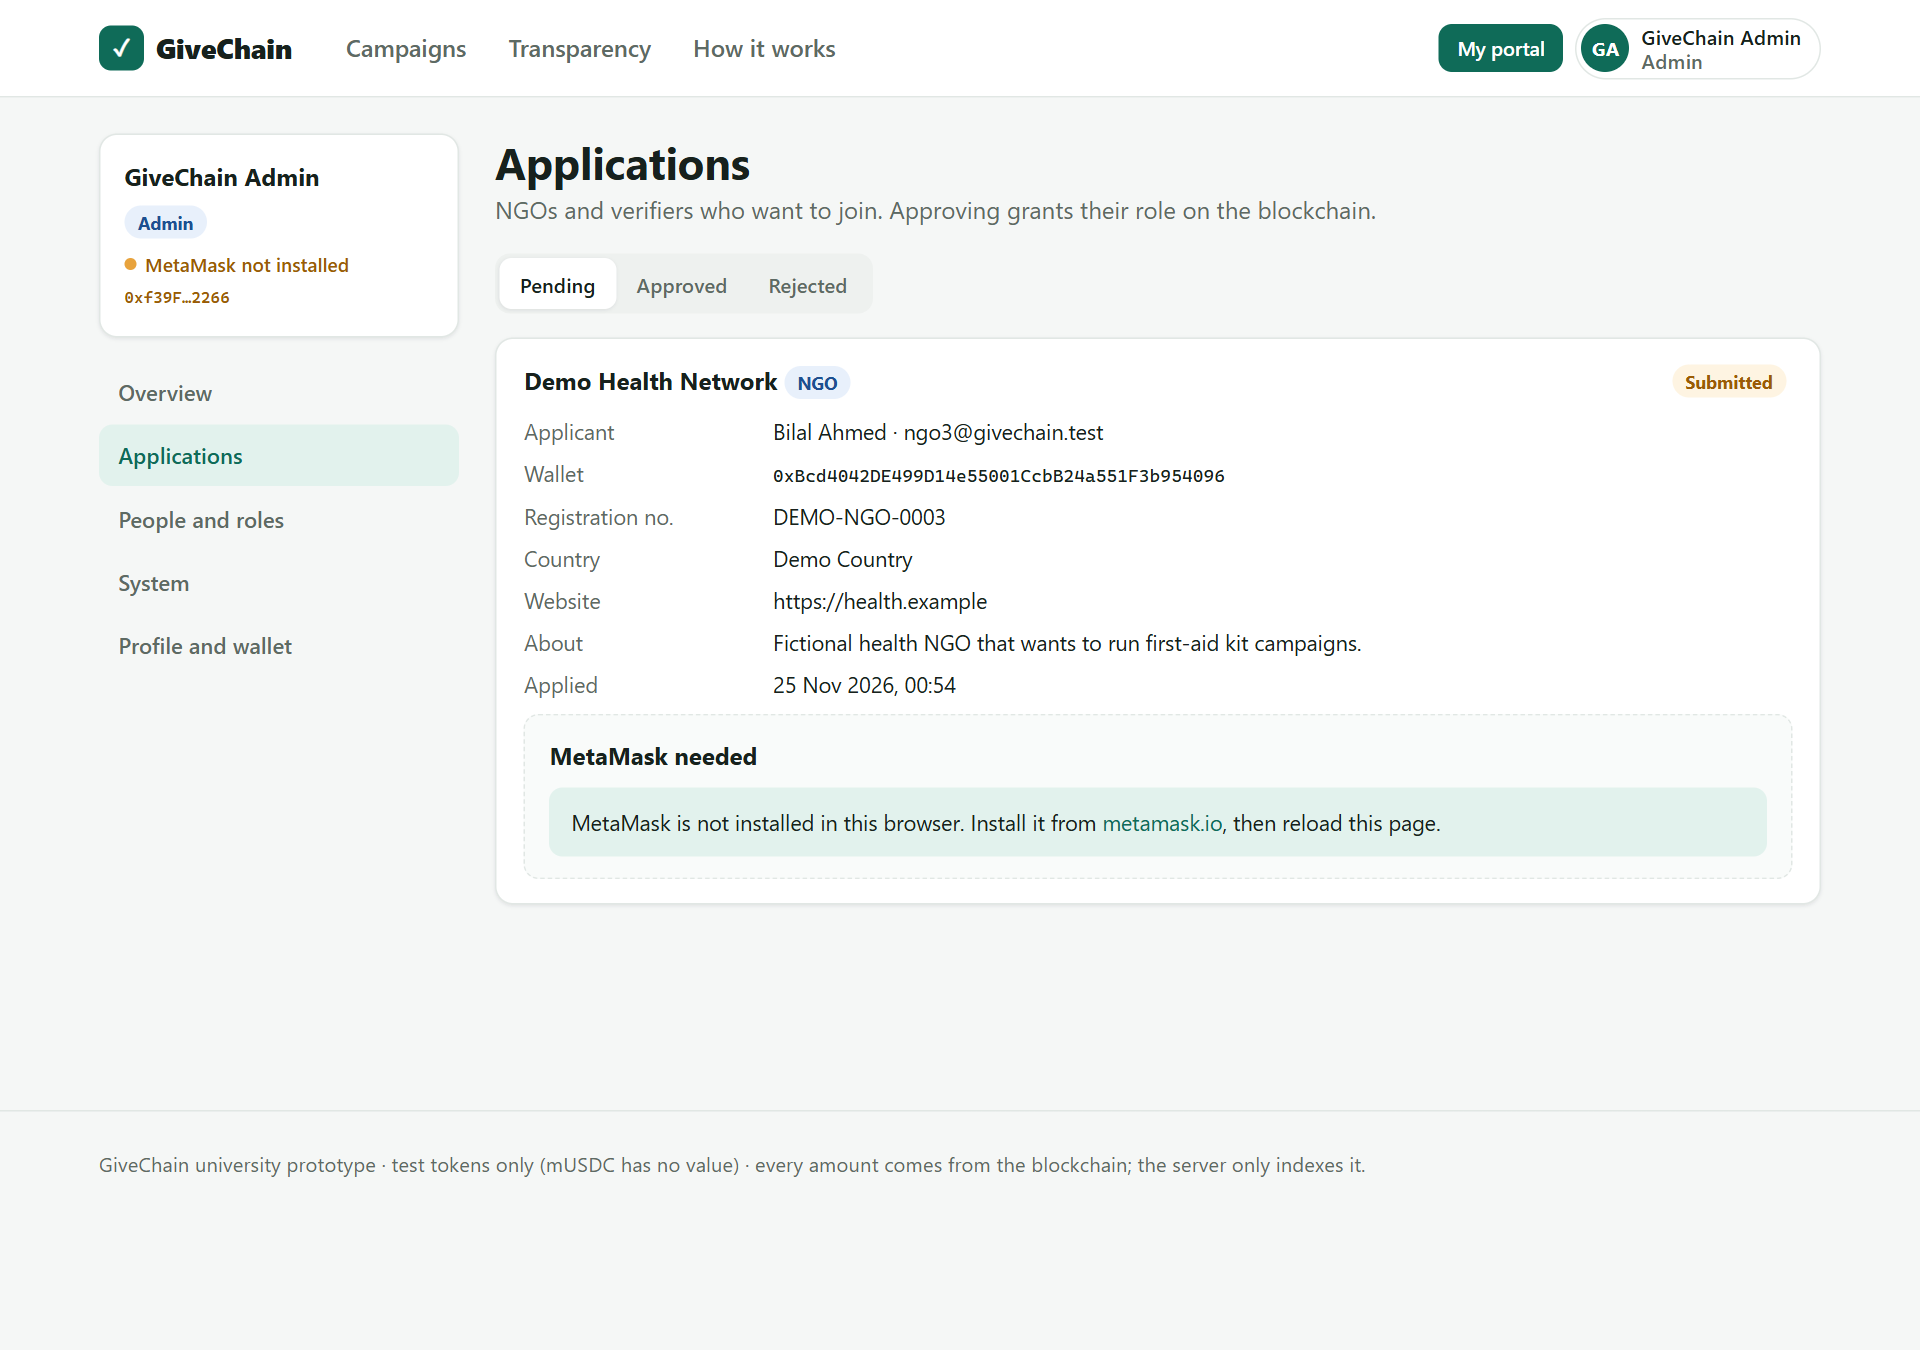 GiveChain
Campaigns
Transparency
How it works
My portal
GA
GiveChain Admin
Admin
GiveChain Admin
Admin
MetaMask not installed
0xf39F…2266
Overview
Applications
People and roles
System
Profile and wallet
Applications
NGOs and verifiers who want to join. Approving grants their role on the blockchain.
Pending
Approved
Rejected
Demo Health Network NGO
Submitted
Applicant Bilal Ahmed · ngo3@givechain.test
Wallet 0xBcd4042DE499D14e55001CcbB24a551F3b954096
Registration no. DEMO-NGO-0003
Country Demo Country
Website https://health.example
About Fictional health NGO that wants to run first-aid kit campaigns.
Applied 25 Nov 2026, 00:54
MetaMask needed
MetaMask is not installed in this browser. Install it from metamask.io, then reload this page.
GiveChain university prototype · test tokens only (mUSDC has no value) · every amount comes from the blockchain; the server only indexes it.